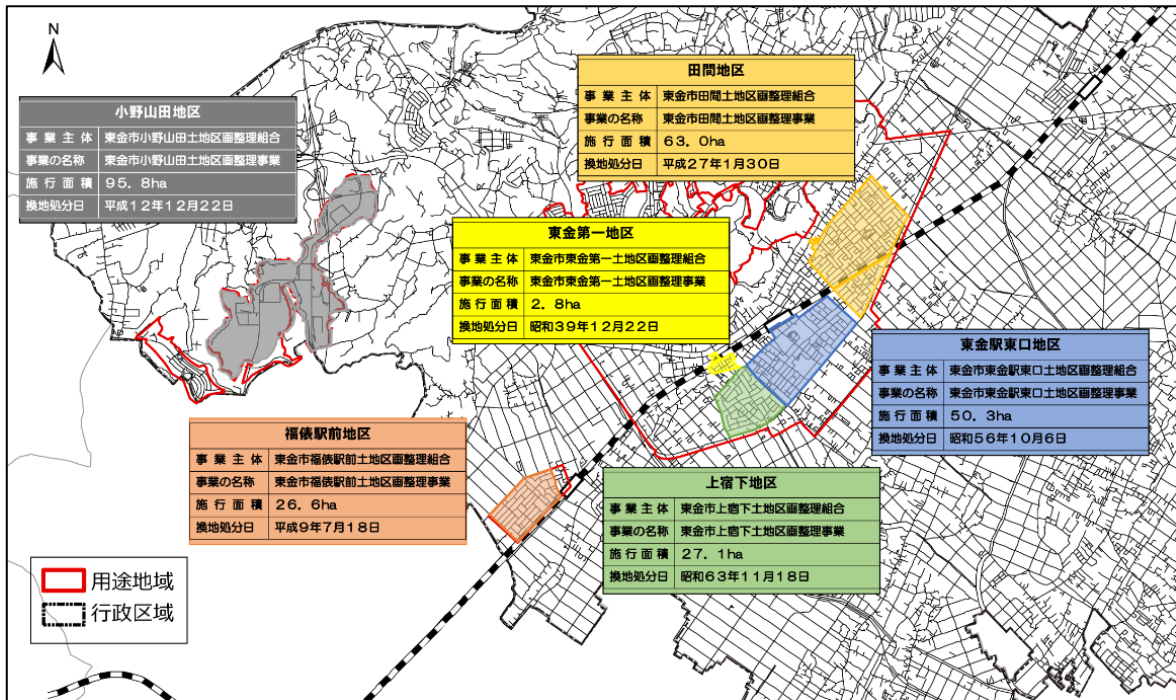 N
小野山田地区
事業主体 東金市小野山田土地区画整理組合
事業の名称 東金市小野山田土地区画整理事業
施行面積 95．8ha
換地処分日 平成12年12月22日
田間地区
事業主体 東金市田間土地区画整理組合
事業の名称 東金市田間土地区画整理事業
施行面積 63．0ha
換地処分日 平成27年1月30日
東金第一地区
事業主体 東金市東金第一土地区画整理組合
事業の名称 東金市東金第一土地区画整理事業
施行面積 2．8ha
換地処分日 昭和39年12月22日
東金駅東口地区
事業主体 東金市東金駅東口土地区画整理組合
事業の名称 東金市東金駅東口土地区画整理事業
施行面積 50．3ha
換地処分日 昭和56年10月6日
福俵駅前地区
事業主体 東金市福俵駅前土地区画整理組合
事業の名称 東金市福俵駅前土地区画整理事業
施行面積 26．6ha
換地処分日 平成9年7月18日
上宿下地区
事業主体 東金市上宿下土地区画整理組合
事業の名称 東金市上宿下土地区画整理事業
施行面積 27．1ha
換地処分日 昭和63年11月18日
用途地域
行政区域